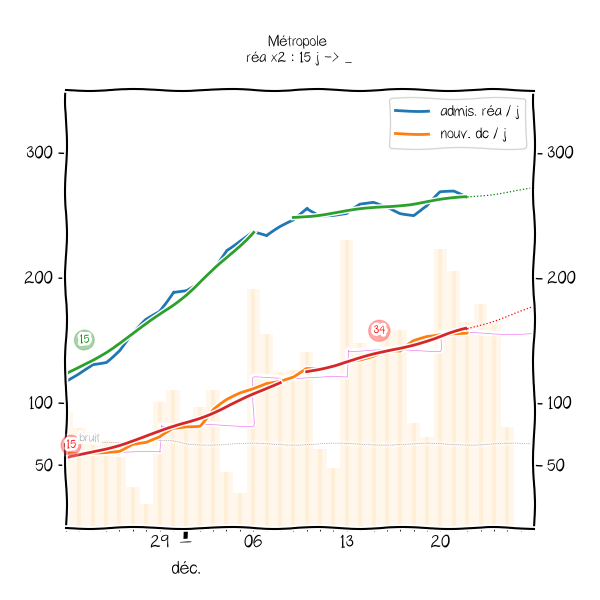 Métropole
réa x2 : 15 j -> _
admis. réa / j
nouv. dc / j
300
300
200
200
15
34
100
100
15
bruit
50
50
29
06
13
20
déc.